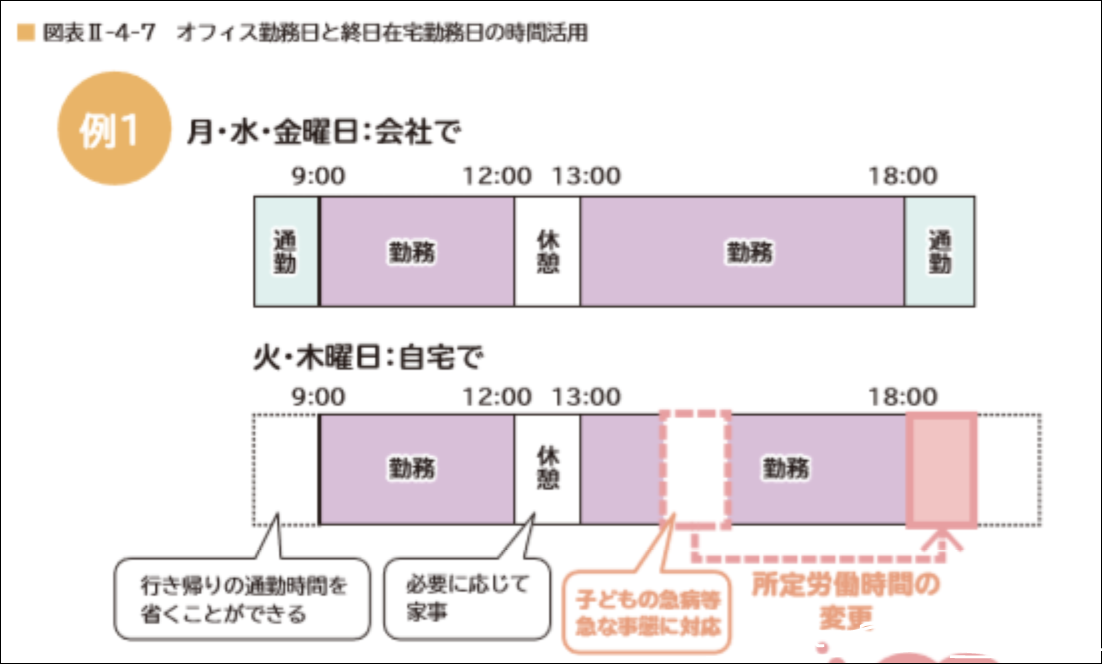 図表Ⅱ-4-7　オフィス勤務日と終日在宅勤務日の時間活用
例1
月・水・金曜日：会社で
9:00 12:00 13:00 18:00
通勤 勤務 休憩 勤務 通勤
火・木曜日：自宅で
9:00 12:00 13:00 18:00
勤務 休憩 勤務
行き帰りの通勤時間を
省くことができる
必要に応じて
家事
子どもの急病等
急な事態に対応
所定労働時間の
変更